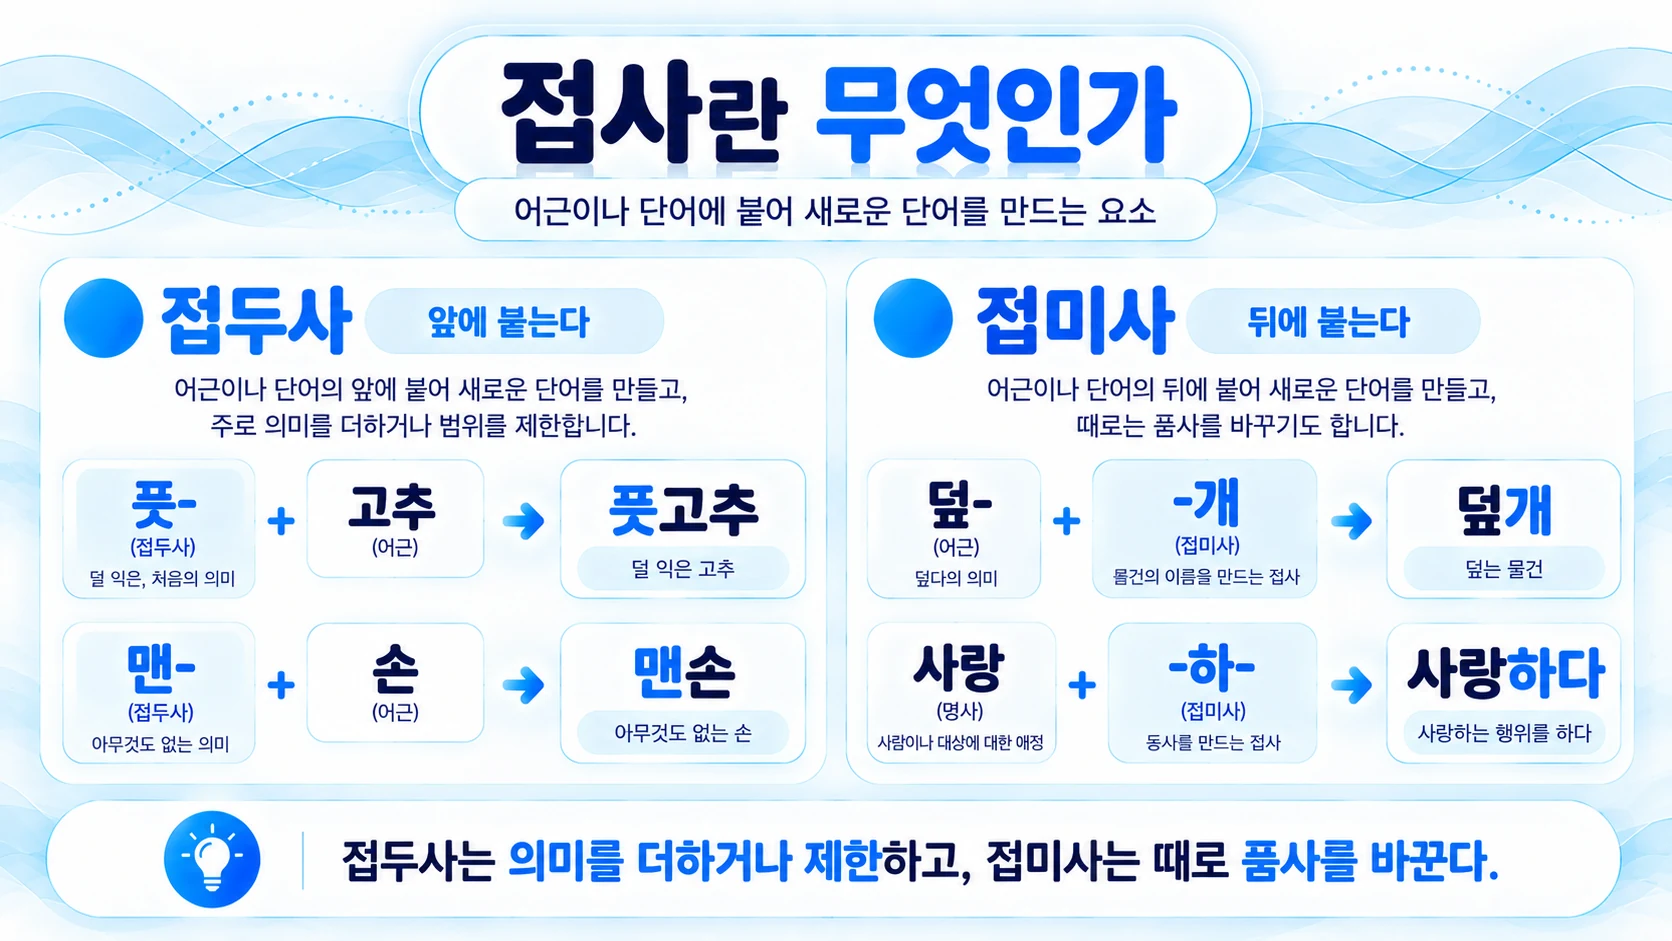 접사란 무엇인가
어근이나 단어에 붙어 새로운 단어를 만드는 요소
접두사 앞에 붙는다
어근이나 단어의 앞에 붙어 새로운 단어를 만들고,
주로 의미를 더하거나 범위를 제한합니다.
풋- + 고추 → 풋고추
(접두사) (어근)
덜 익은, 처음의 의미 덜 익은 고추
맨- + 손 → 맨손
(접두사) (어근)
아무것도 없는 의미 아무것도 없는 손
접미사 뒤에 붙는다
어근이나 단어의 뒤에 붙어 새로운 단어를 만들고,
때로는 품사를 바꾸기도 합니다.
덮- + -개 → 덮개
(어근) (접미사)
덮다의 의미 물건의 이름을 만드는 접사 덮는 물건
사랑 + -하- → 사랑하다
(명사) (접미사)
사람이나 대상에 대한 애정 동사를 만드는 접사 사랑하는 행위를 하다
접두사는 의미를 더하거나 제한하고, 접미사는 때로 품사를 바꾼다.